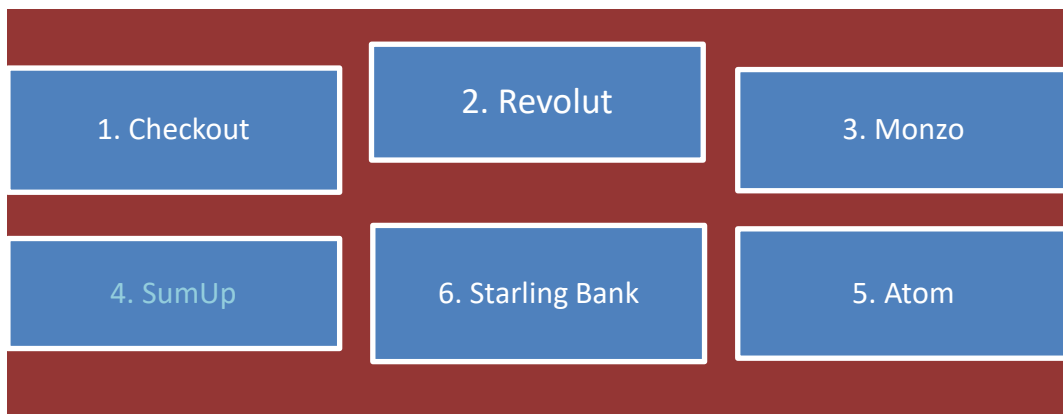 1. Checkout
2. Revolut
3. Monzo
4. SumUp
6. Starling Bank
5. Atom